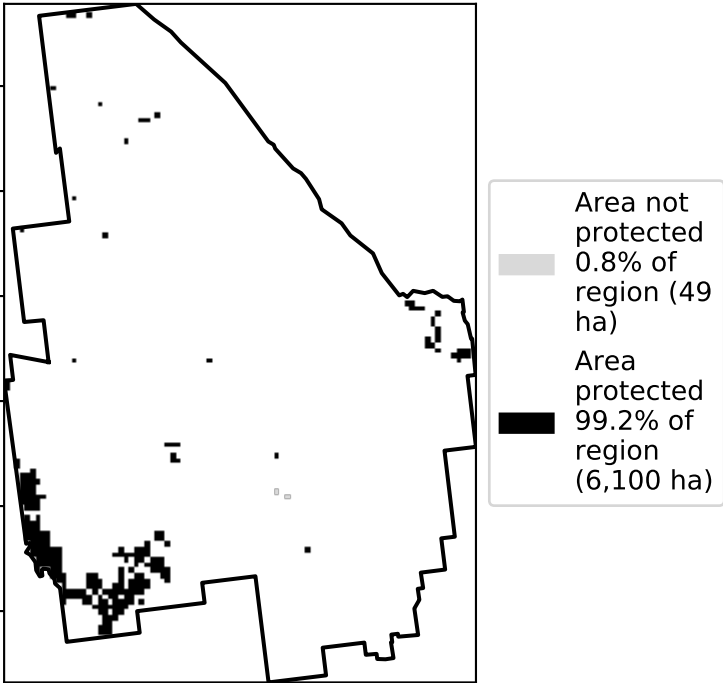 Area not
protected
0.8% of
region (49
ha)
Area
protected
99.2% of
region
(6,100 ha)